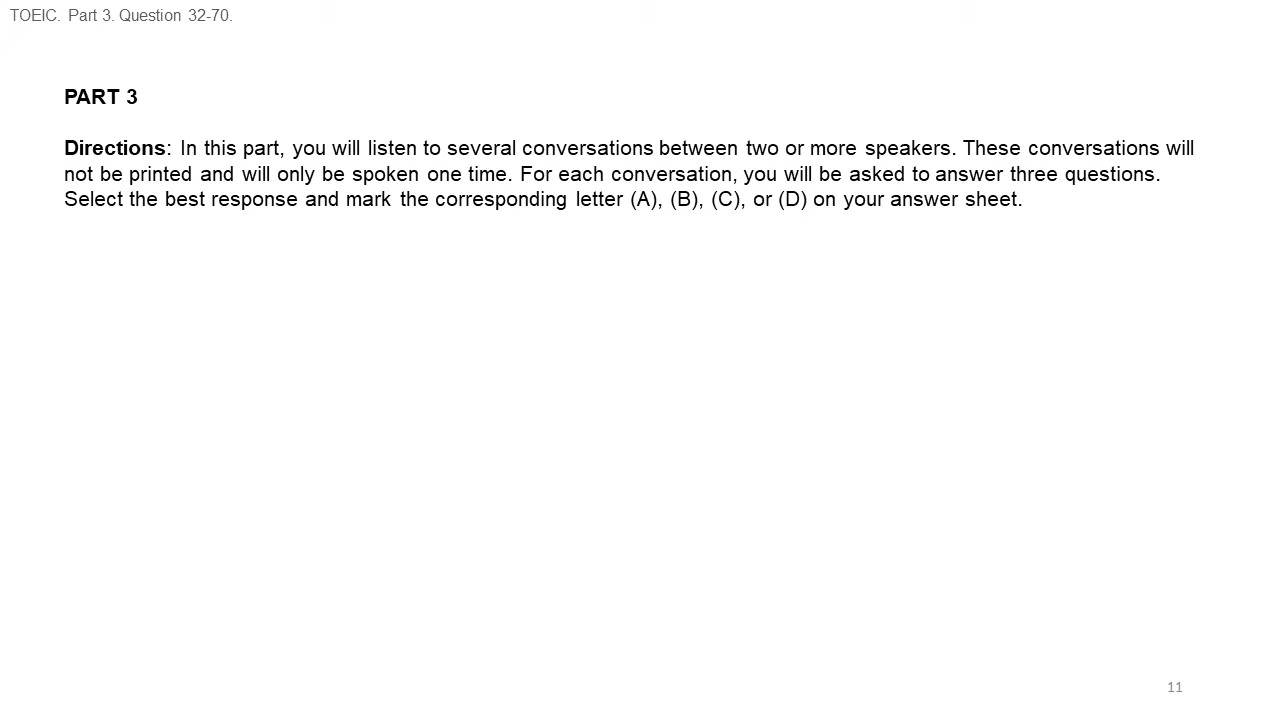 TOEIC. Part 3. Question 32-70.
PART 3
Directions: In this part, you will listen to several conversations between two or more speakers. These conversations will
not be printed and will only be spoken one time. For each conversation, you will be asked to answer three questions.
Select the best response and mark the corresponding letter (A), (B), (C), or (D) on your answer sheet.
11